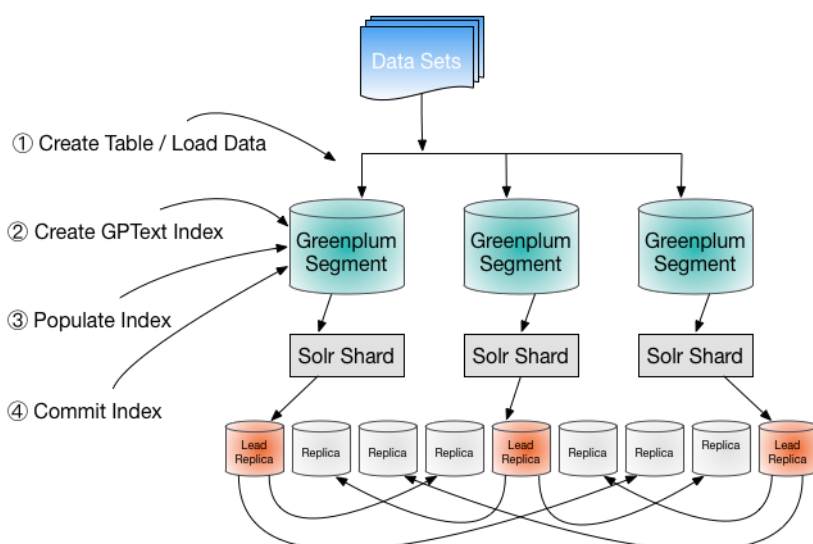 Data Sets
① Create Table / Load Data
② Create GPText Index
③ Populate Index
④ Commit Index
Greenplum
Segment
Greenplum
Segment
Greenplum
Segment
Solr Shard
Solr Shard
Solr Shard
Lead
Replica
Replica
Replica
Replica
Lead
Replica
Replica
Replica
Replica
Lead
Replica